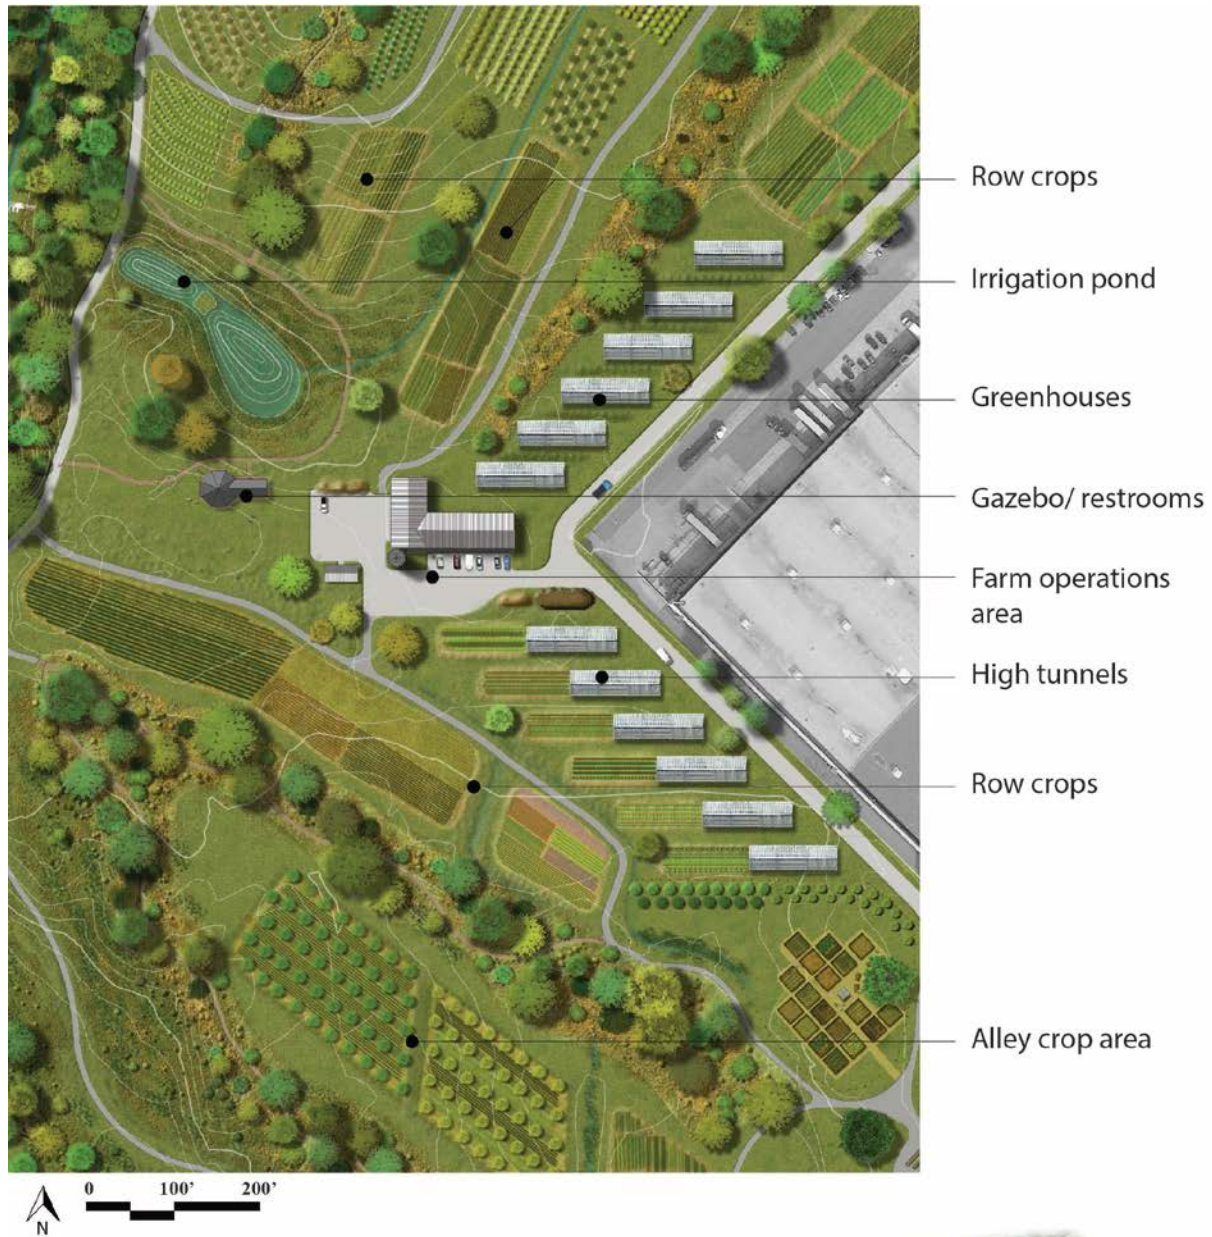 Row crops
Irrigation pond
Greenhouses
Gazebo/ restrooms
Farm operations
area
High tunnels
Row crops
Alley crop area
0 100' 200'
N